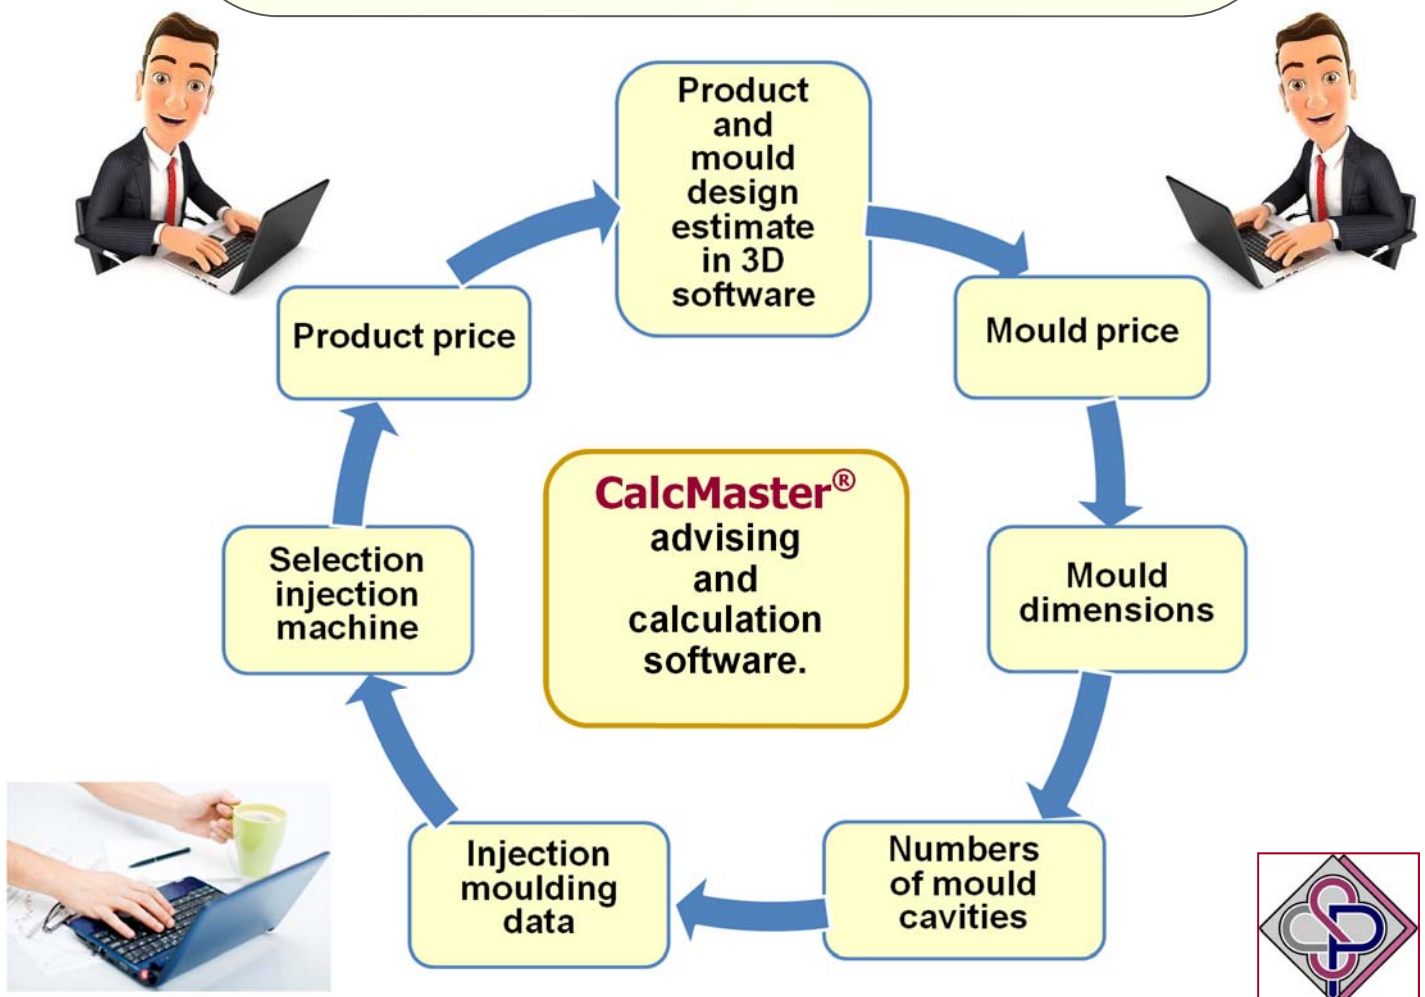 Product
and
mould
design
estimate
in 3D
software
Mould price
Mould
dimensions
Numbers
of mould
cavities
Injection
moulding
data
Selection
injection
machine
Product price
CalcMaster®
advising
and
calculation
software.
SP